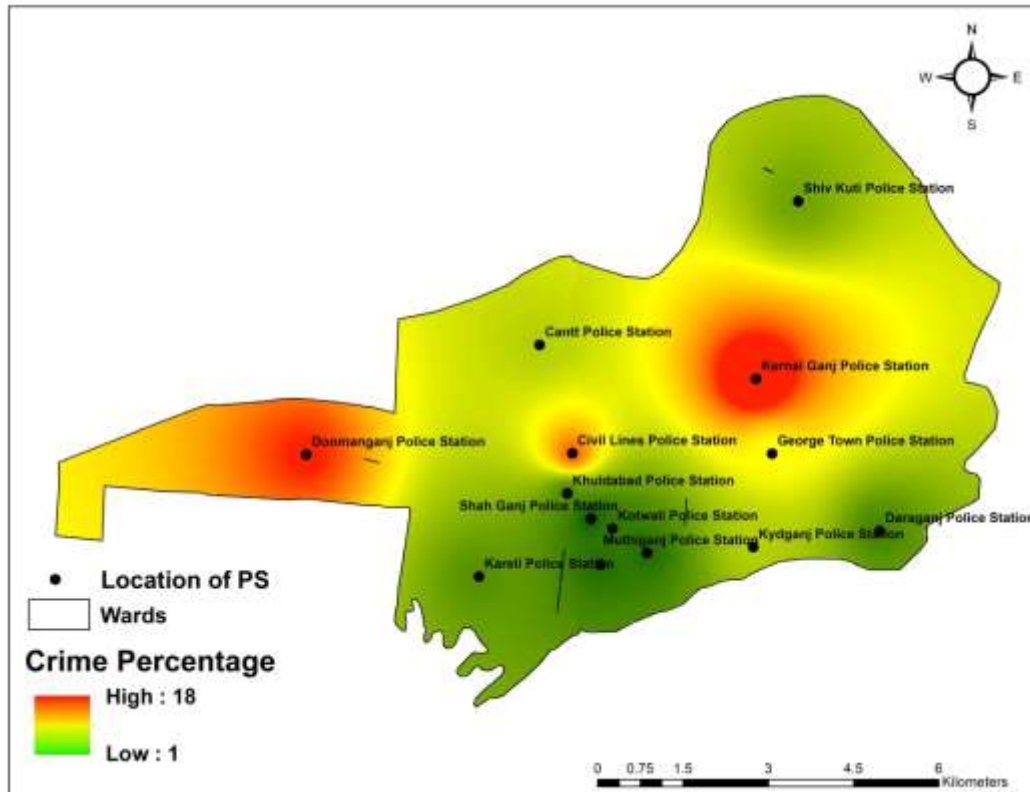 N
W E
S
Shiv Kuti Police Station
Cantt Police Station
Kernal Ganj Police Station
Doomanganj Police Station
Civil Lines Police Station
George Town Police Station
Khuldabad Police Station
Shah Ganj Police Station
Kotwali Police Station
Daraganj Police Station
Muthiganj Police Station
Kydganj Police Station
Kareli Police Station
Location of PS
Wards
Crime Percentage
High : 18
Low : 1
0 0.75 1.5 3 4.5 6
Kilometers